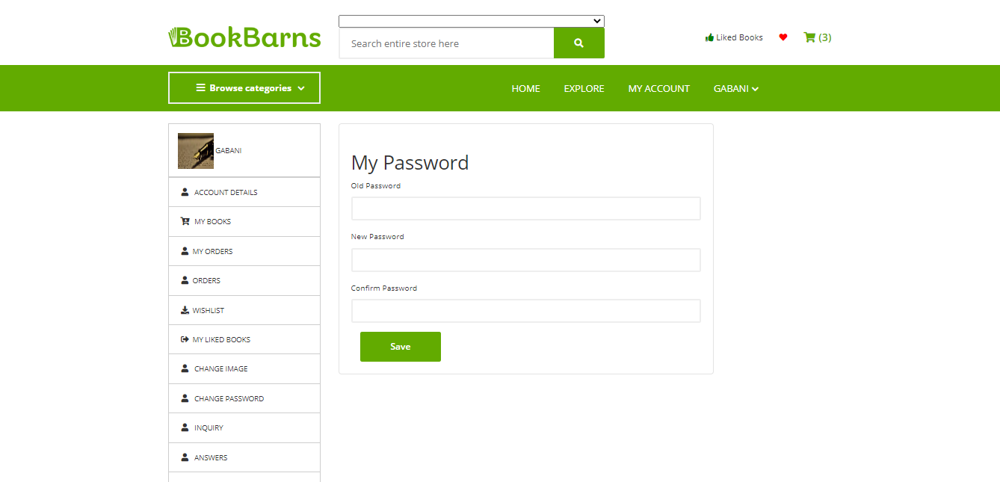 BookBarns
Search entire store here
Liked Books
(3)
Browse categories
HOME
EXPLORE
MY ACCOUNT
GABANI
GABANI
ACCOUNT DETAILS
MY BOOKS
MY ORDERS
ORDERS
WISHLIST
MY LIKED BOOKS
CHANGE IMAGE
CHANGE PASSWORD
INQUIRY
ANSWERS
My Password
Old Password
New Password
Confirm Password
Save